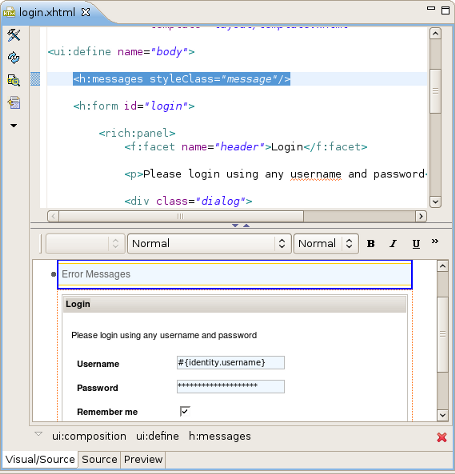 login.xhtml
<ui:define name="body">
<h:messages styleClass="message"/>
<h:form id="login">
<rich:panel>
<f:facet name="header">Login</f:facet>
<p>Please login using any username and password<
<div class="dialog">
Normal Normal B I U »
Error Messages
Login
Please login using any username and password
Username #{identity.username}
Password *******************
Remember me
ui:composition ui:define h:messages
Visual/Source Source Preview